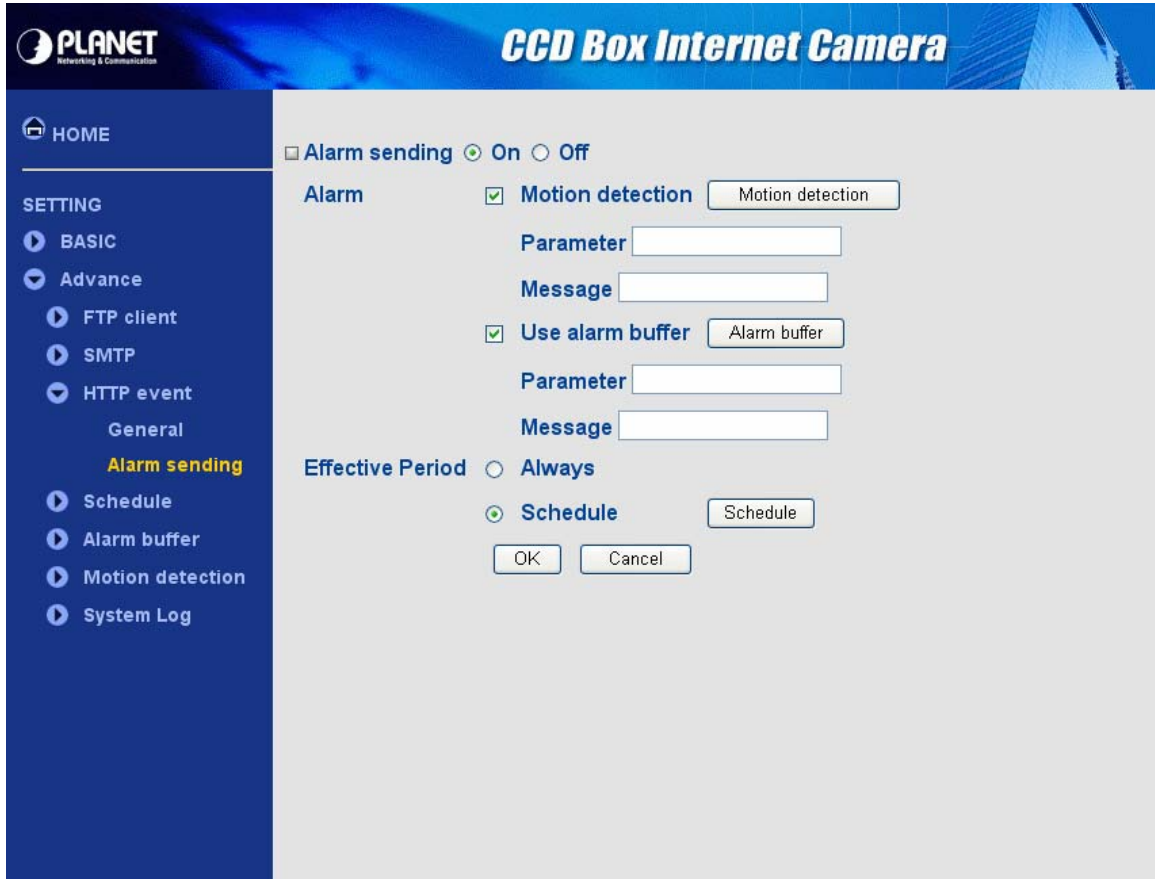 PLANET
Networking & Communication
CCD Box Internet Camera
HOME
SETTING
BASIC
Advance
FTP client
SMTP
HTTP event
General
Alarm sending
Schedule
Alarm buffer
Motion detection
System Log
Alarm sending On Off
Alarm Motion detection Motion detection
Parameter
Message
Use alarm buffer Alarm buffer
Parameter
Message
Effective Period Always
Schedule Schedule
OK Cancel